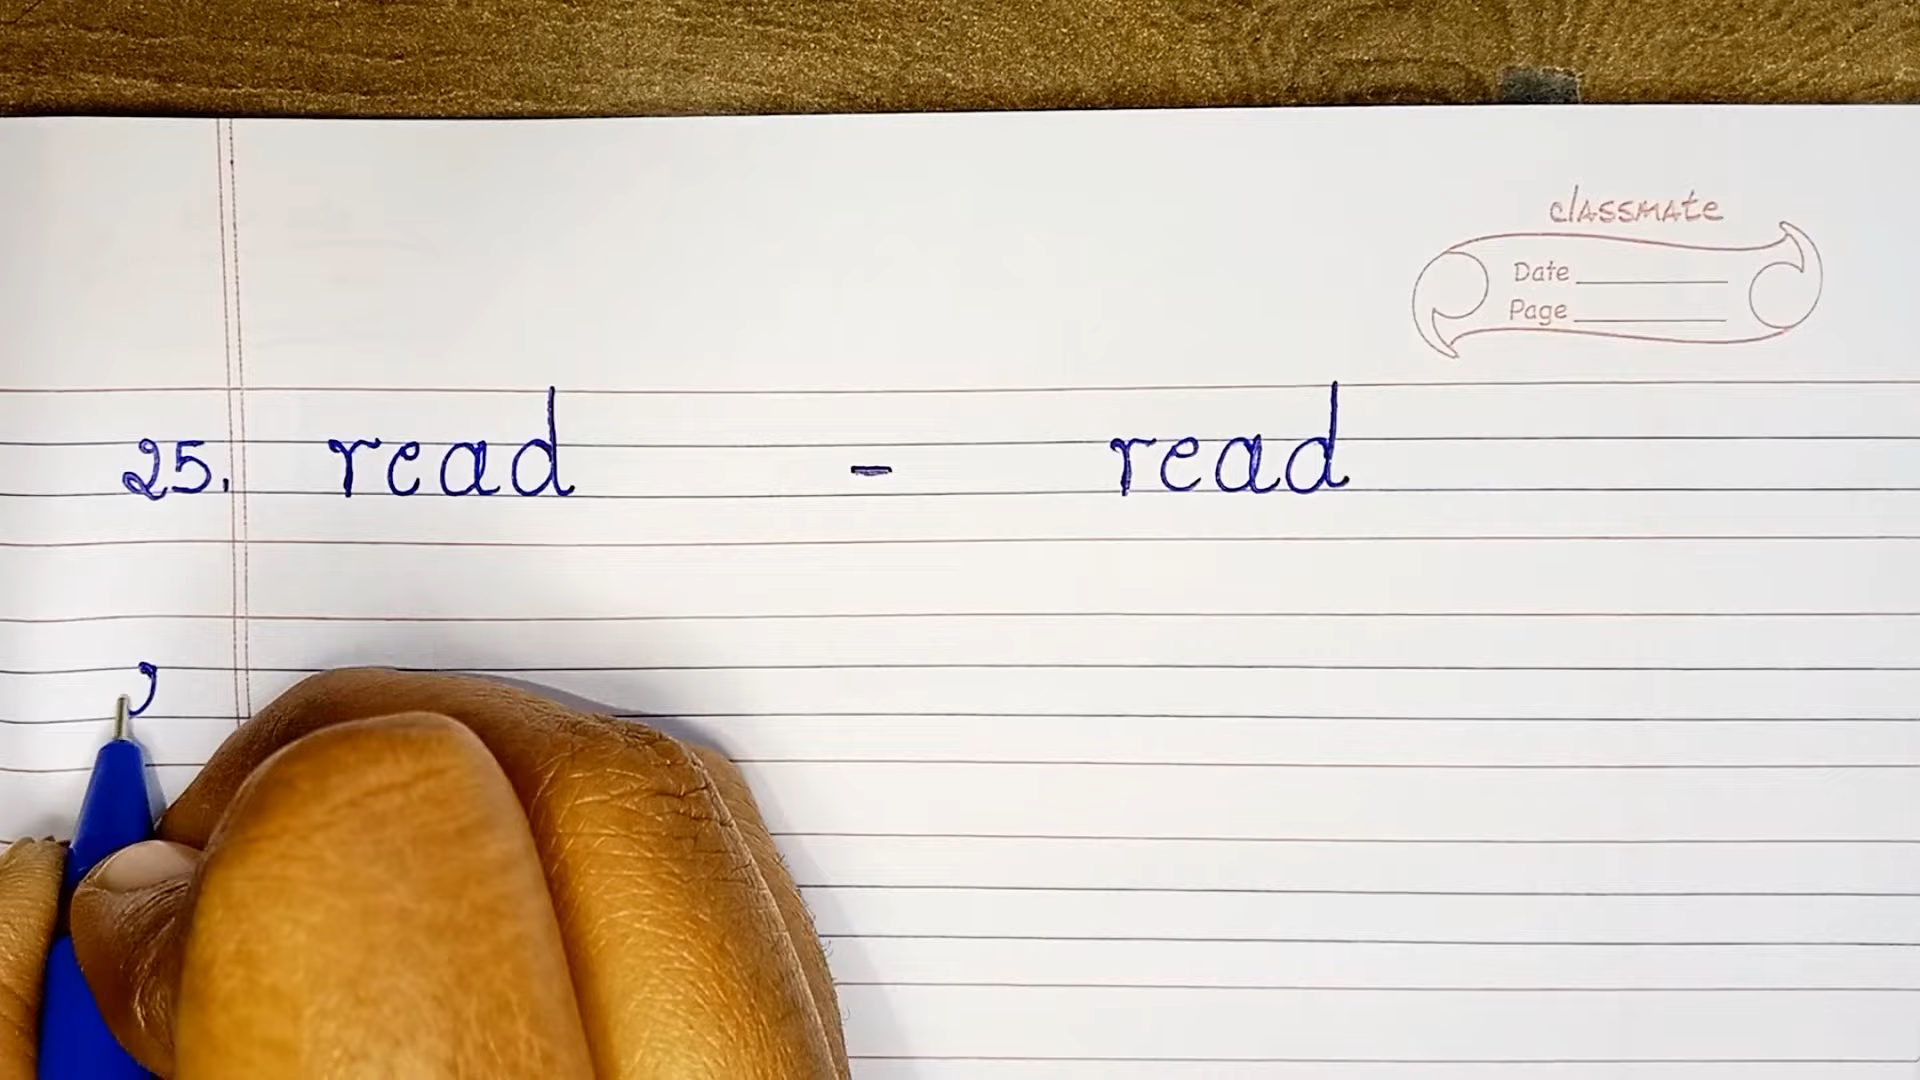 classmate
Date
Page
25. read - read